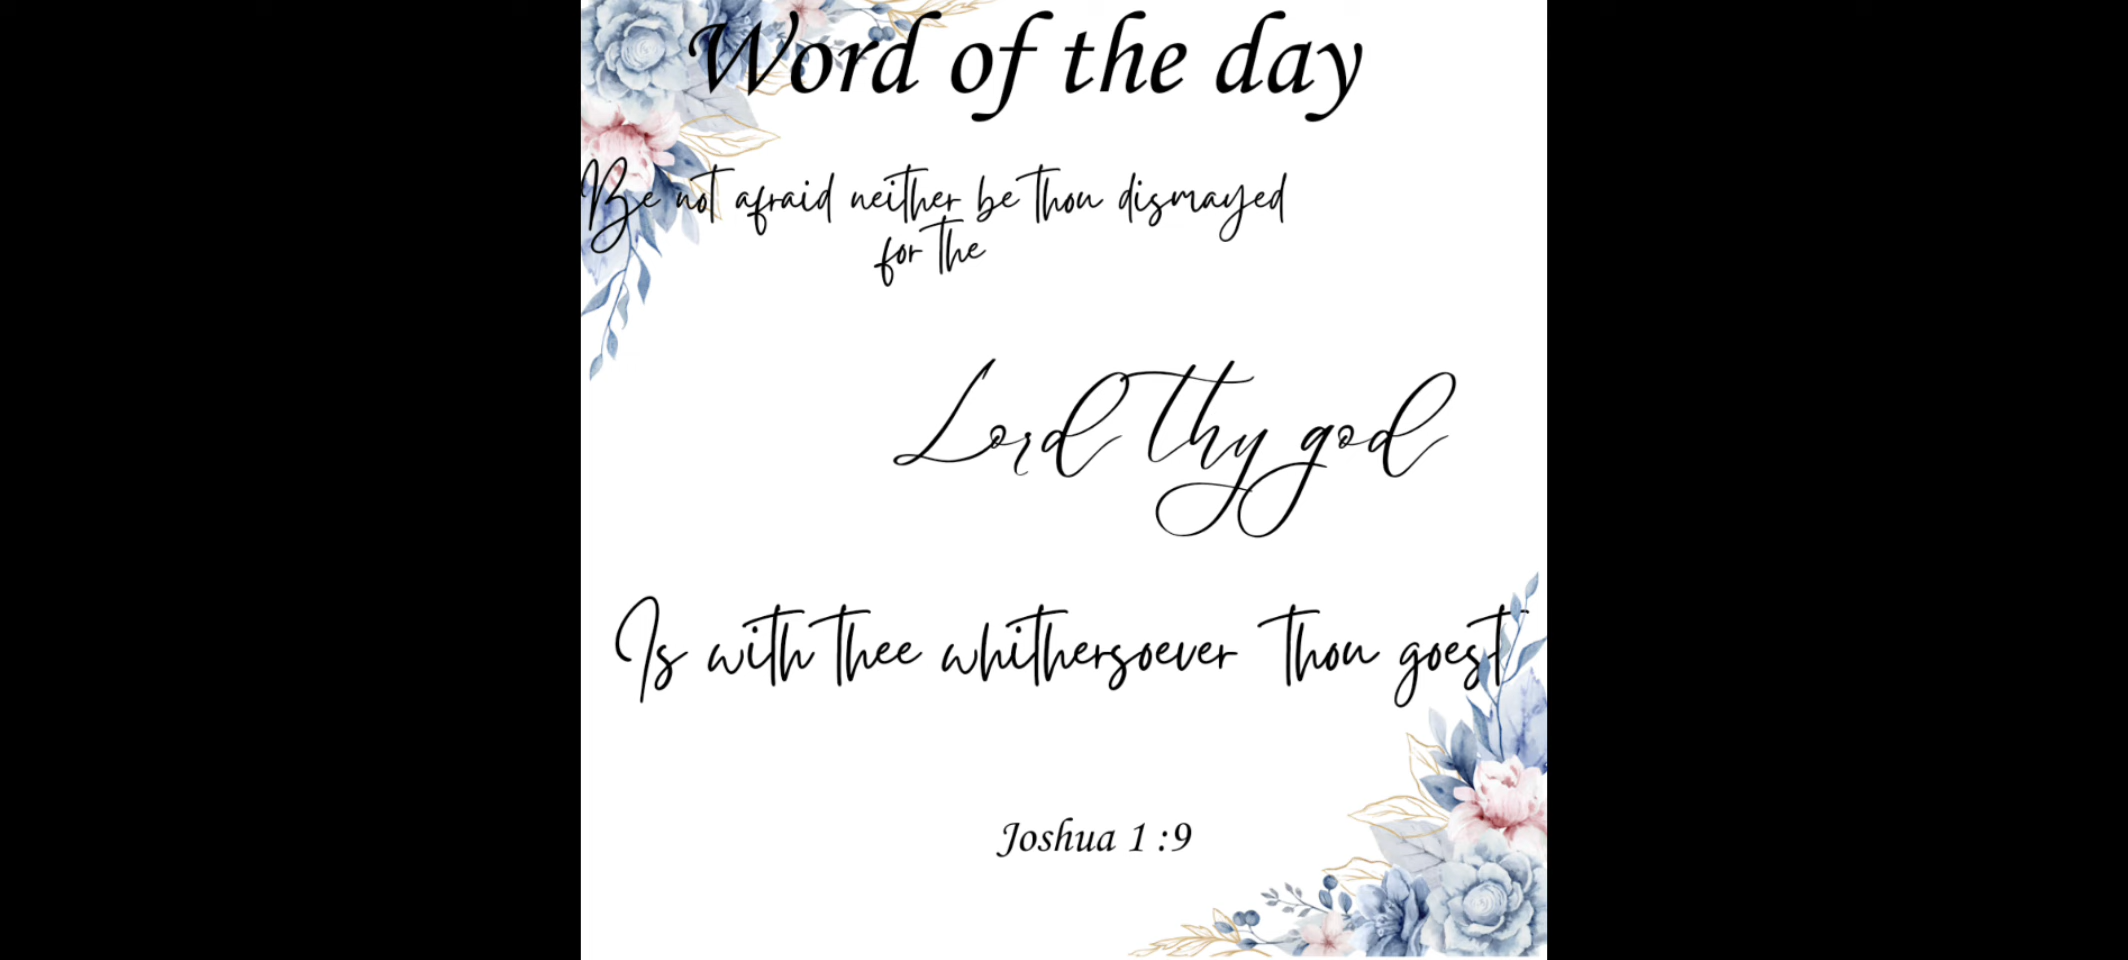 Word of the day
Be not afraid neither be thou dismayed
for the
Lord thy god
Is with thee whithersoever thou goest
Joshua 1 :9